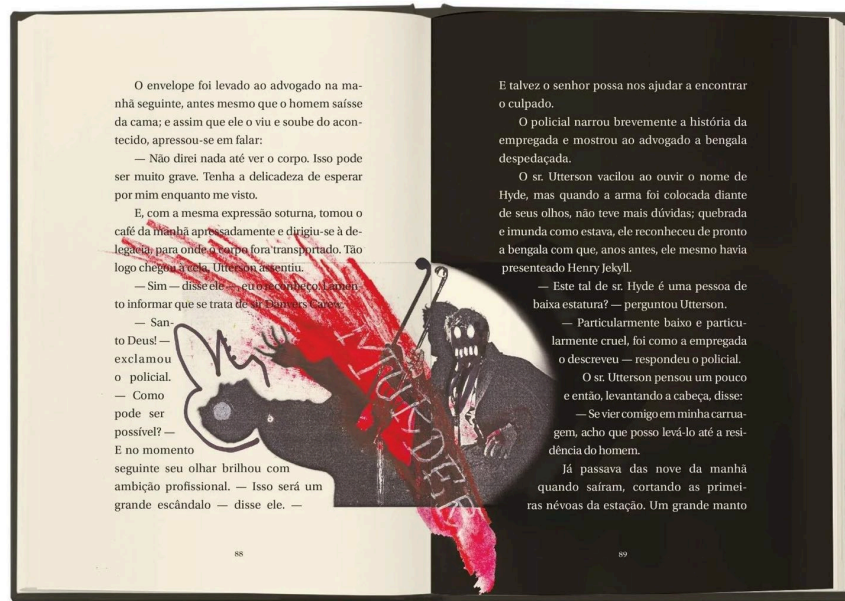 O envelope foi levado ao advogado na ma-
nhã seguinte, antes mesmo que o homem saísse
da cama; e assim que ele o viu e soube do acon-
tecido, apressou-se em falar:
— Não direi nada até ver o corpo. Isso pode
ser muito grave. Tenha a delicadeza de esperar
por mim enquanto me visto.
E, com a mesma expressão soturna, tomou o
café da manhã apressadamente e dirigiu-se à de-
legacia, para onde o corpo fora transportado. Tão
logo chegou à cela, Utterson assentiu.
— Sim — disse ele —, eu o reconheço. Lamen-
to informar que se trata de sir Danvers Carew.
— San-
to Deus! —
exclamou
o policial.
— Como
pode ser
possível? —
E no momento
seguinte seu olhar brilhou com
ambição profissional. — Isso será um
grande escândalo — disse ele. —
88
MURDER
E talvez o senhor possa nos ajudar a encontrar
o culpado.
O policial narrou brevemente a história da
empregada e mostrou ao advogado a bengala
despedaçada.
O sr. Utterson vacilou ao ouvir o nome de
Hyde, mas quando a arma foi colocada diante
de seus olhos, não teve mais dúvidas; quebrada
e imunda como estava, ele reconheceu de pronto
a bengala com que, anos antes, ele mesmo havia
presenteado Henry Jekyll.
— Este tal de sr. Hyde é uma pessoa de
baixa estatura? — perguntou Utterson.
— Particularmente baixo e particu-
larmente cruel, foi como a empregada
o descreveu — respondeu o policial.
O sr. Utterson pensou um pouco
e então, levantando a cabeça, disse:
— Se vier comigo em minha carrua-
gem, acho que posso levá-lo até a resi-
dência do homem.
Já passava das nove da manhã
quando saíram, cortando as primei-
ras névoas da estação. Um grande manto
89